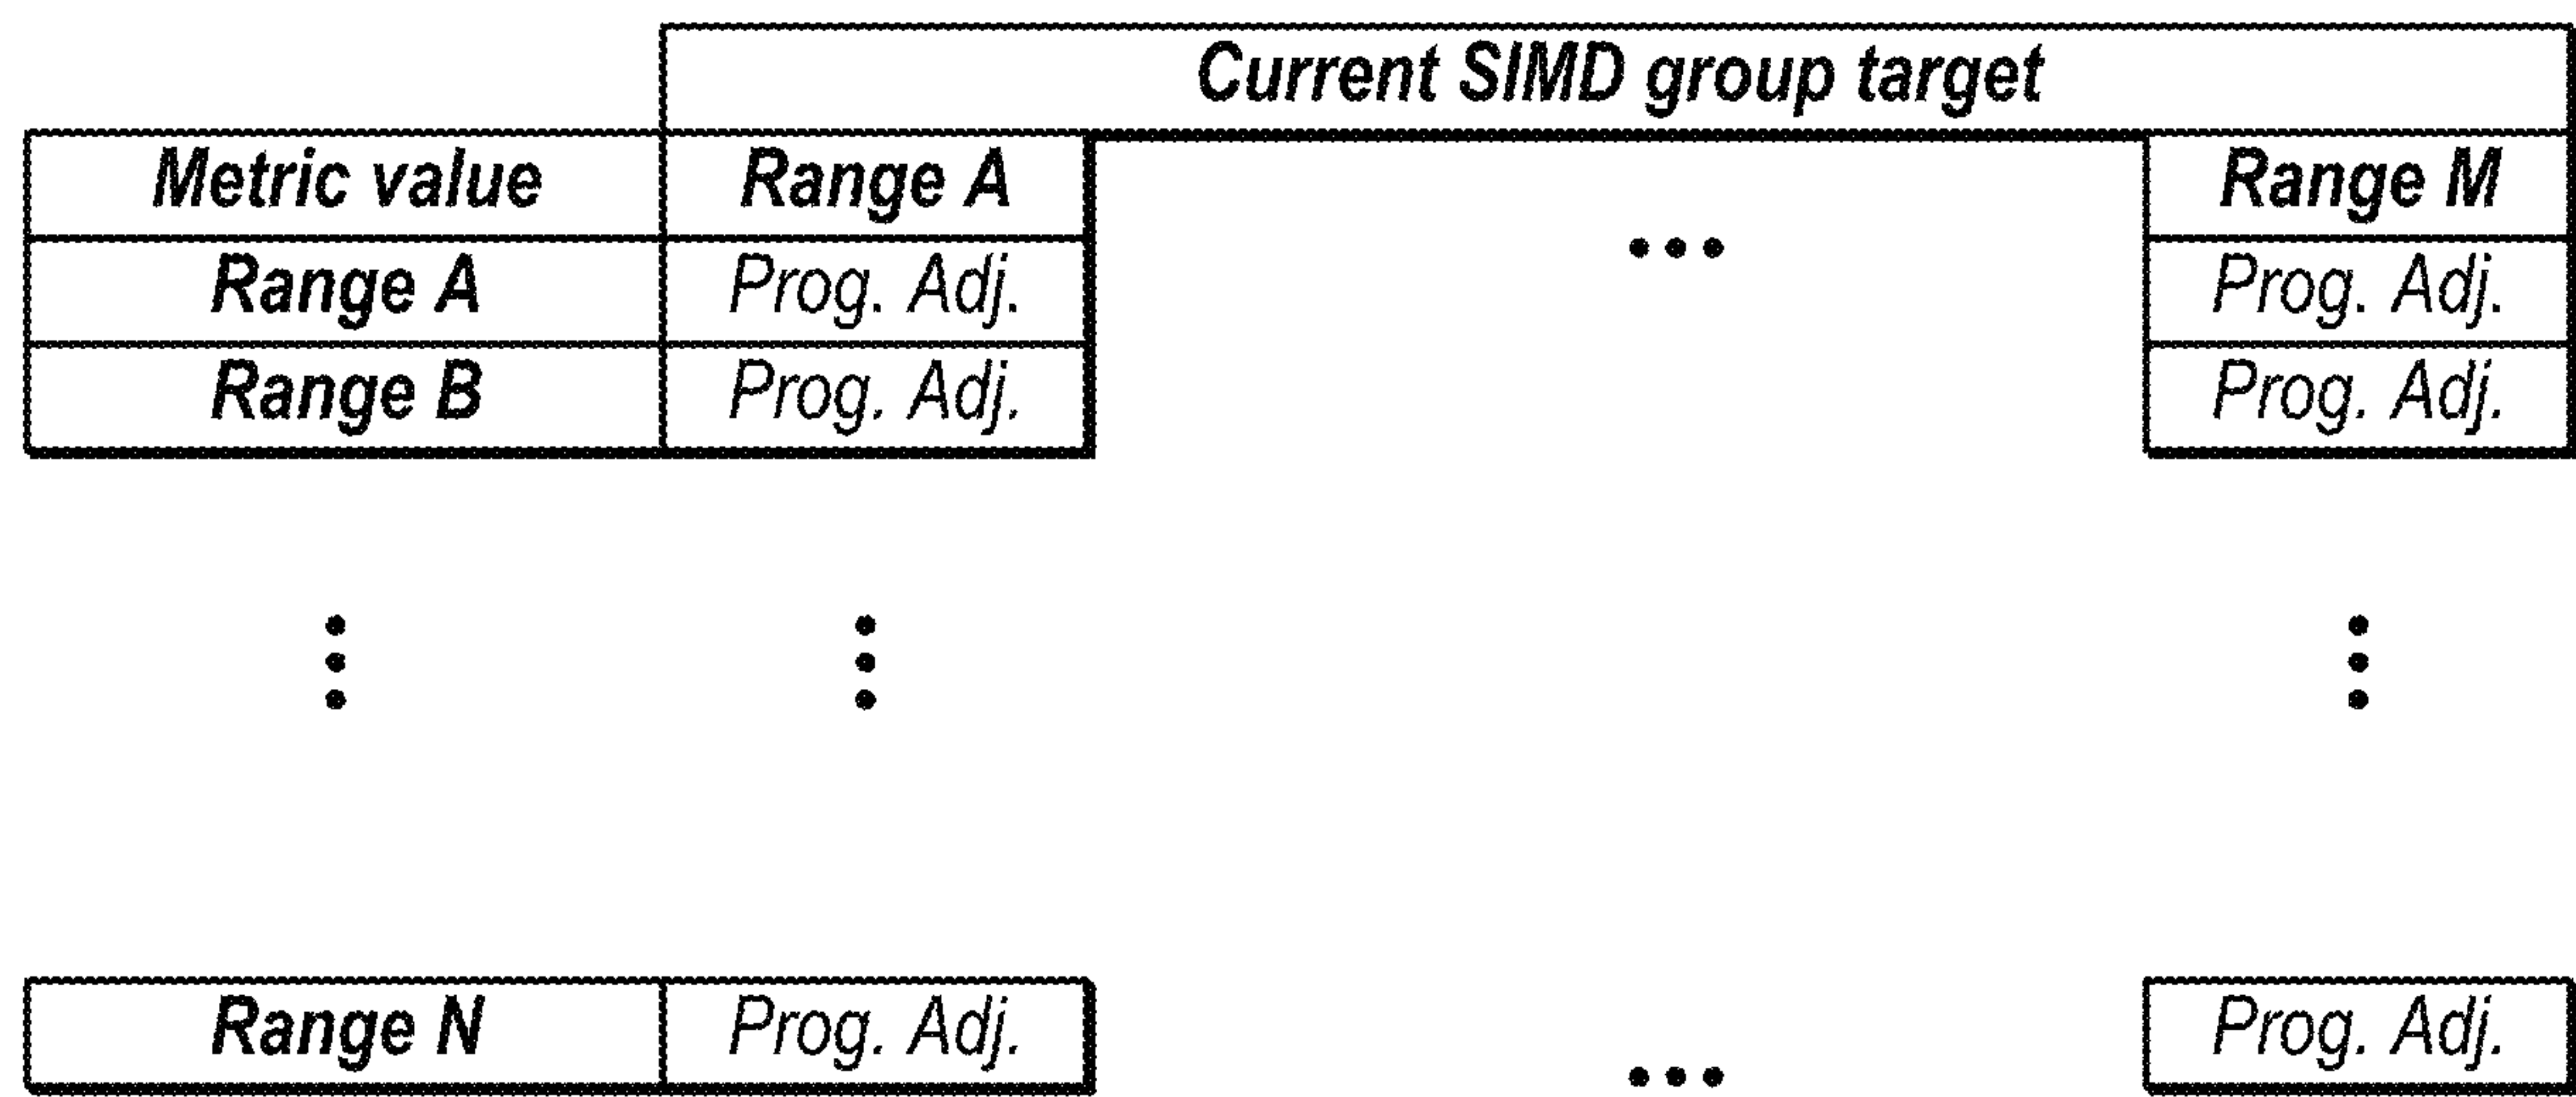 Current SIMD group target
Metric value Range A Range M
...
Range A Prog. Adj. Prog. Adj.
Range B Prog. Adj. Prog. Adj.
Range N Prog. Adj. ... Prog. Adj.